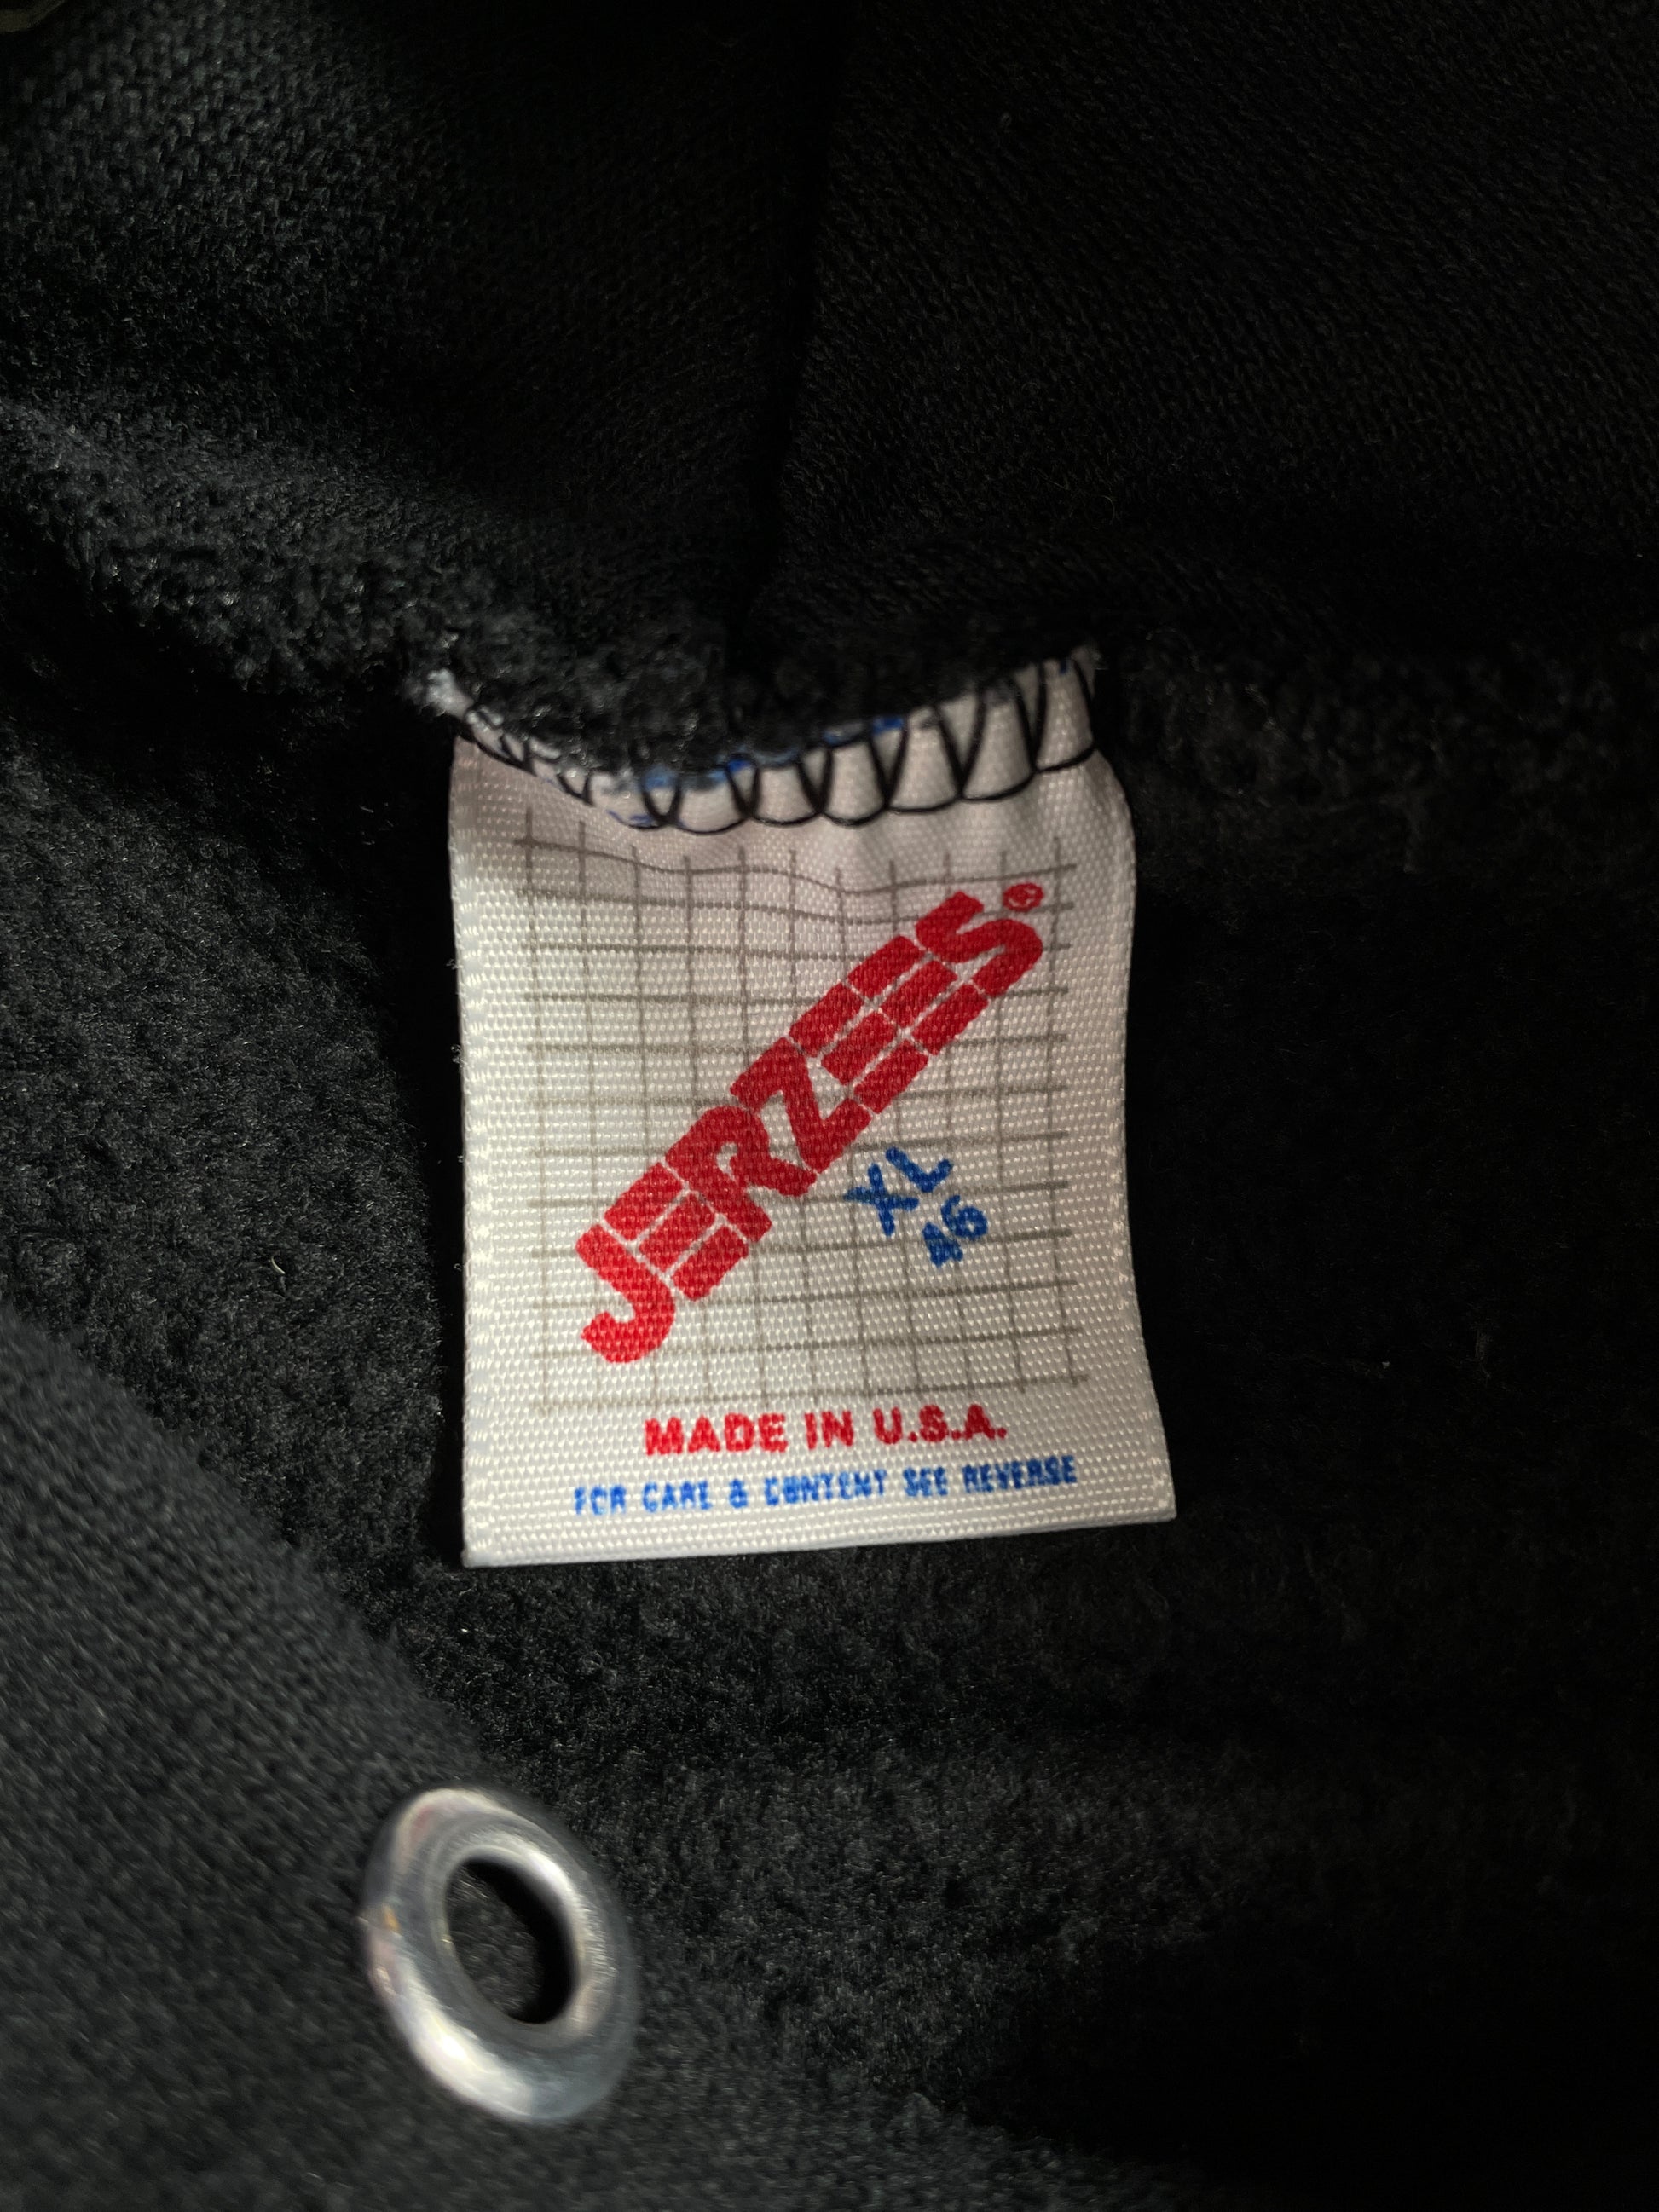 JERZEES®
XL
46
MADE IN U.S.A.
FOR CARE & CONTENT SEE REVERSE